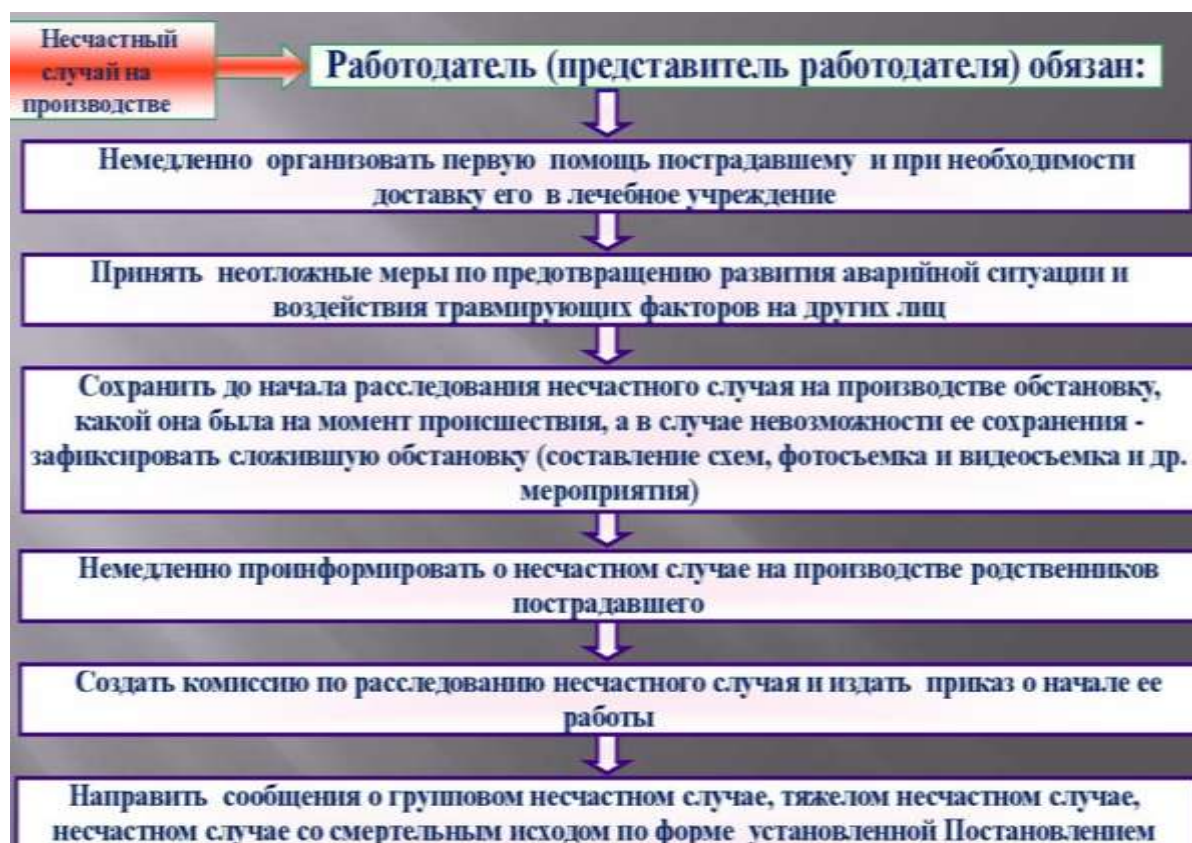 Несчастный
случай на
производстве
Работодатель (представитель работодателя) обязан:
Немедленно организовать первую помощь пострадавшему и при необходимости
доставку его в лечебное учреждение
Принять неотложные меры по предотвращению развития аварийной ситуации и
воздействия травмирующих факторов на других лиц
Сохранить до начала расследования несчастного случая на производстве обстановку,
какой она была на момент происшествия, а в случае невозможности ее сохранения -
зафиксировать сложившую обстановку (составление схем, фотосъемка и видеосъемка и др.
мероприятия)
Немедленно проинформировать о несчастном случае на производстве родственников
пострадавшего
Создать комиссию по расследованию несчастного случая и издать приказ о начале ее
работы
Направить сообщения о групповом несчастном случае, тяжелом несчастном случае,
несчастном случае со смертельным исходом по форме установленной Постановлением